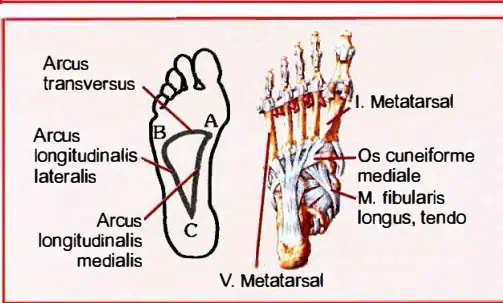 Arcus
transversus
A
B
Arcus
longitudinalis
lateralis
Arcus
longitudinalis
medialis
C
I. Metatarsal
Os cuneiforme
mediale
M. fibularis
longus, tendo
V. Metatarsal